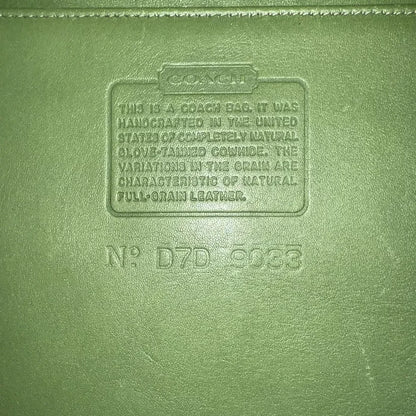 COACH
THIS IS A COACH BAG. IT WAS
HANDCRAFTED IN THE UNITED
STATES OF COMPLETELY NATURAL
GLOVE-TANNED COWHIDE. THE
VARIATIONS IN THE GRAIN ARE
CHARACTERISTIC OF NATURAL
FULL-GRAIN LEATHER.
Nº D7D 9033